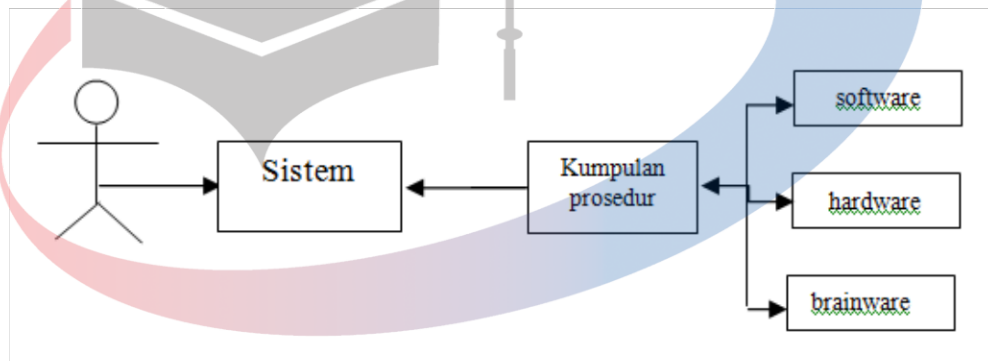 Sistem
Kumpulan
prosedur
software
hardware
brainware